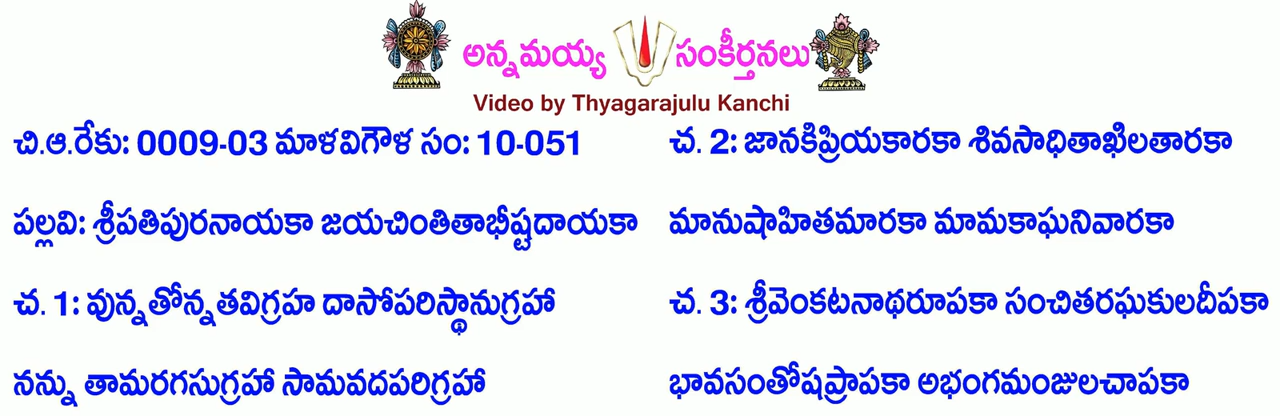 అన్నమయ్య సంకీర్తనలు
Video by Thyagarajulu Kanchi
చి.ఆ.రేకు: 0009-03 మాళవిగౌళ సం: 10-051
పల్లవి: శ్రీపతిపురనాయకా జయచింతితాభీష్టదాయకా
చ. 1: వున్నతోన్నతవిగ్రహ దాసోపరిస్థానుగ్రహా
నన్ను తామరగసుగ్రహా సామవదపరిగ్రహా
చ. 2: జానకిప్రియకారకా శివసాధితాఖిలతారకా
మానుషాహితమారకా మామకాఘనివారకా
చ. 3: శ్రీవెంకటనాథరూపకా సంచితరఘకులదీపకా
భావసంతోషప్రాపకా అభంగమంజులచాపకా